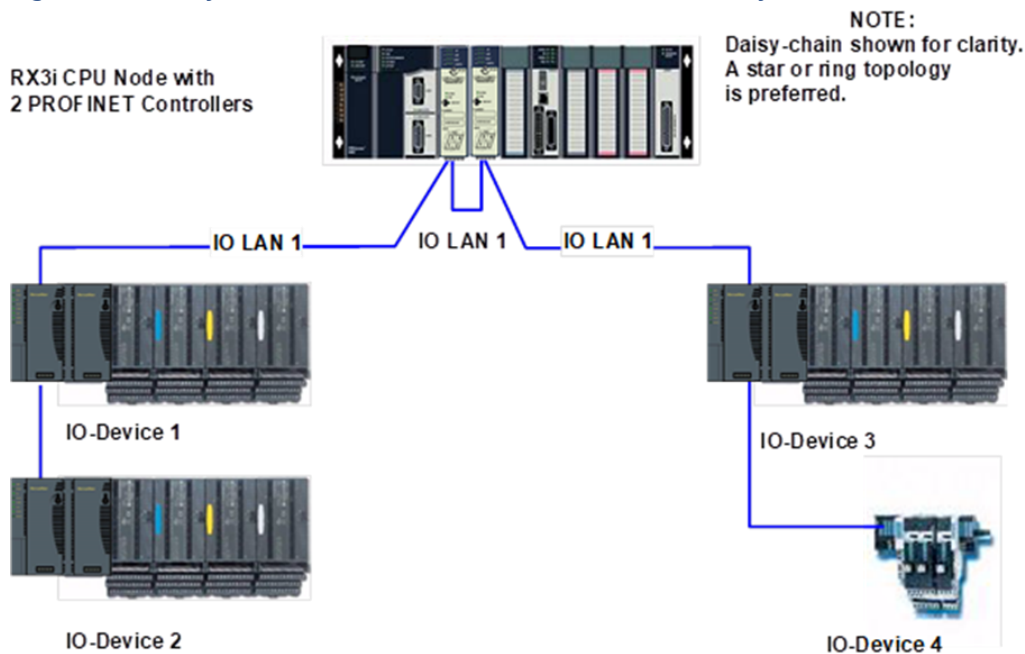 NOTE:
Daisy-chain shown for clarity.
A star or ring topology
is preferred.
RX3i CPU Node with
2 PROFINET Controllers
IO LAN 1
IO LAN 1
IO LAN 1
IO-Device 1
IO-Device 3
IO-Device 2
IO-Device 4